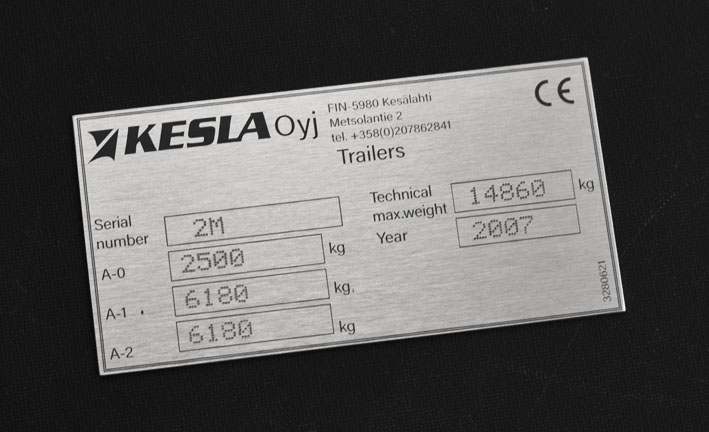 KESLA Oyj
FIN-5980 Kesälahti
Metsolantie 2
tel. +358(0)207862841
Trailers
CE
Serial number 2M
A-0 2500 kg
A-1 6180 kg.
A-2 6180 kg
Technical max.weight 14860 kg
Year 2007
3280621